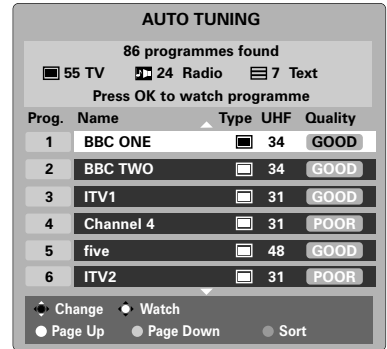 AUTO TUNING
86 programmes found
55 TV 24 Radio 7 Text
Press OK to watch programme
Prog. Name Type UHF Quality
1 BBC ONE 34 GOOD
2 BBC TWO 34 GOOD
3 ITV1 31 GOOD
4 Channel 4 31 POOR
5 five 48 GOOD
6 ITV2 31 POOR
Change Watch
Page Up Page Down Sort